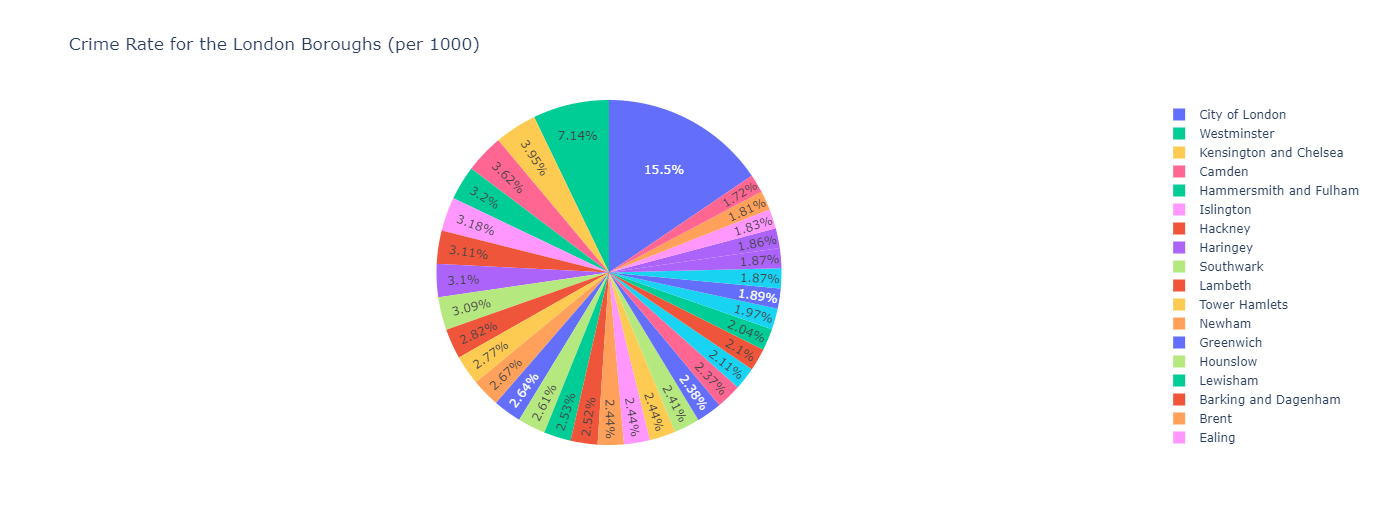 Crime Rate for the London Boroughs (per 1000)
15.5%
7.14%
3.95%
3.62%
3.2%
3.18%
3.11%
3.1%
3.09%
2.82%
2.77%
2.67%
2.64%
2.61%
2.53%
2.52%
2.44%
2.44%
2.44%
2.41%
2.38%
2.37%
2.11%
2.1%
2.04%
1.97%
1.89%
1.87%
1.87%
1.86%
1.83%
1.81%
1.72%
City of London
Westminster
Kensington and Chelsea
Camden
Hammersmith and Fulham
Islington
Hackney
Haringey
Southwark
Lambeth
Tower Hamlets
Newham
Greenwich
Hounslow
Lewisham
Barking and Dagenham
Brent
Ealing